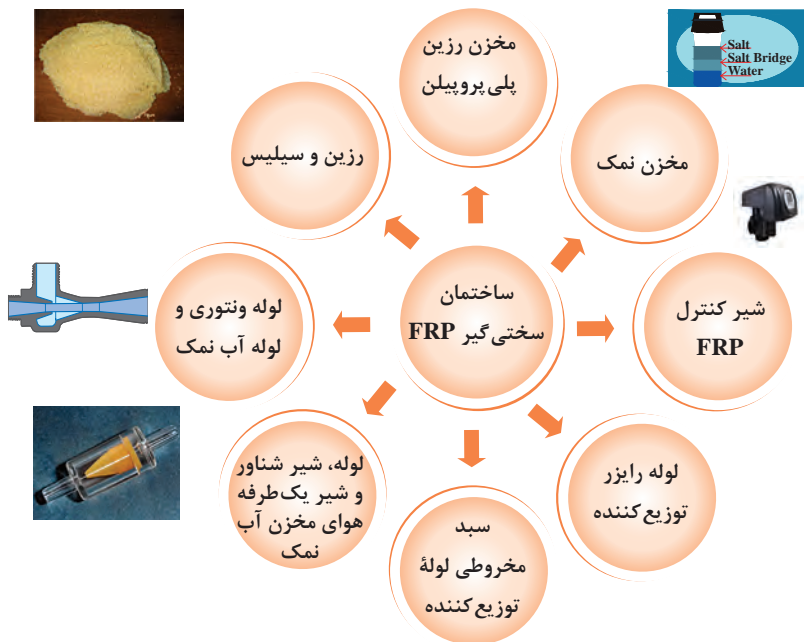 مخزن رزین
پلی‌پروپیلن
Salt
Salt Bridge
Water
مخزن نمک
رزین و سیلیس
ساختمان
سختی‌گیر FRP
شیر کنترل
FRP
لوله ونتوری و
لوله آب نمک
لوله رایزر
توزیع‌کننده
لوله، شیر شناور
و شیر یک‌طرفه
هوای مخزن آب
نمک
سبد
مخروطی لولۀ
توزیع‌کننده